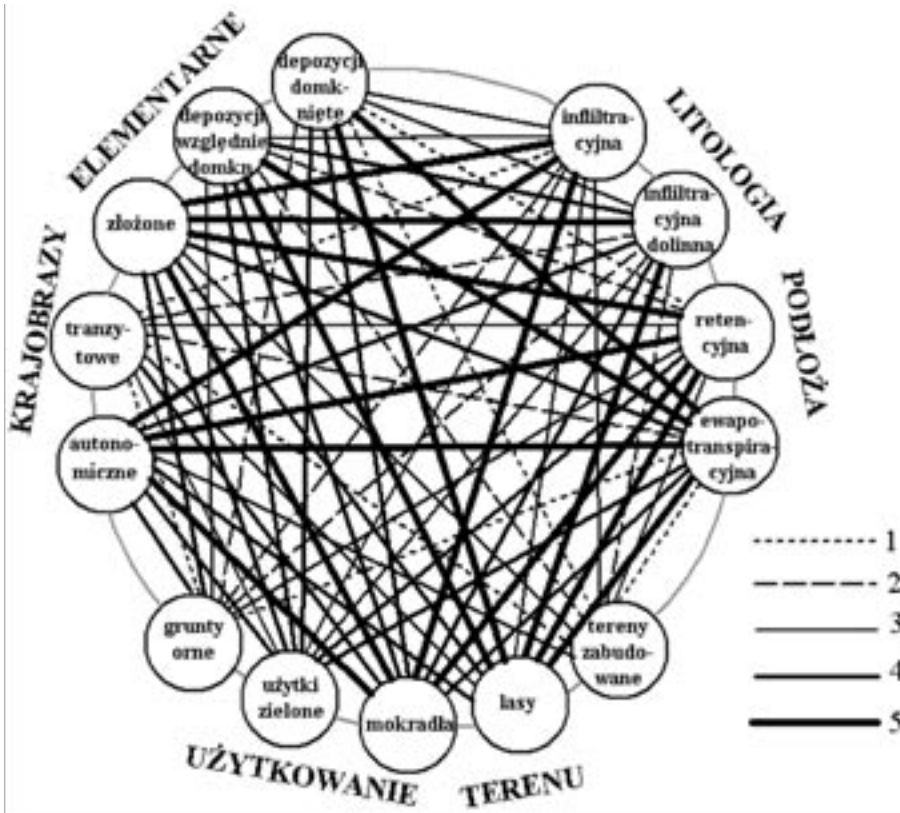 KRAJOBRAZY ELEMENTARNE
LITOLOGIA PODŁOŻA
UŻYTKOWANIE TERENU
depozycji
domk-
nięte
depozycji
względnie
domkn.
złożone
tranzy-
towe
autono-
miczne
infliltra-
cyjna
infliltra-
cyjna
dolinna
reten-
cyjna
ewapo-
transpira-
cyjna
grunty
orne
użytki
zielone
mokradła
lasy
tereny
zabudo-
wane
1
2
3
4
5